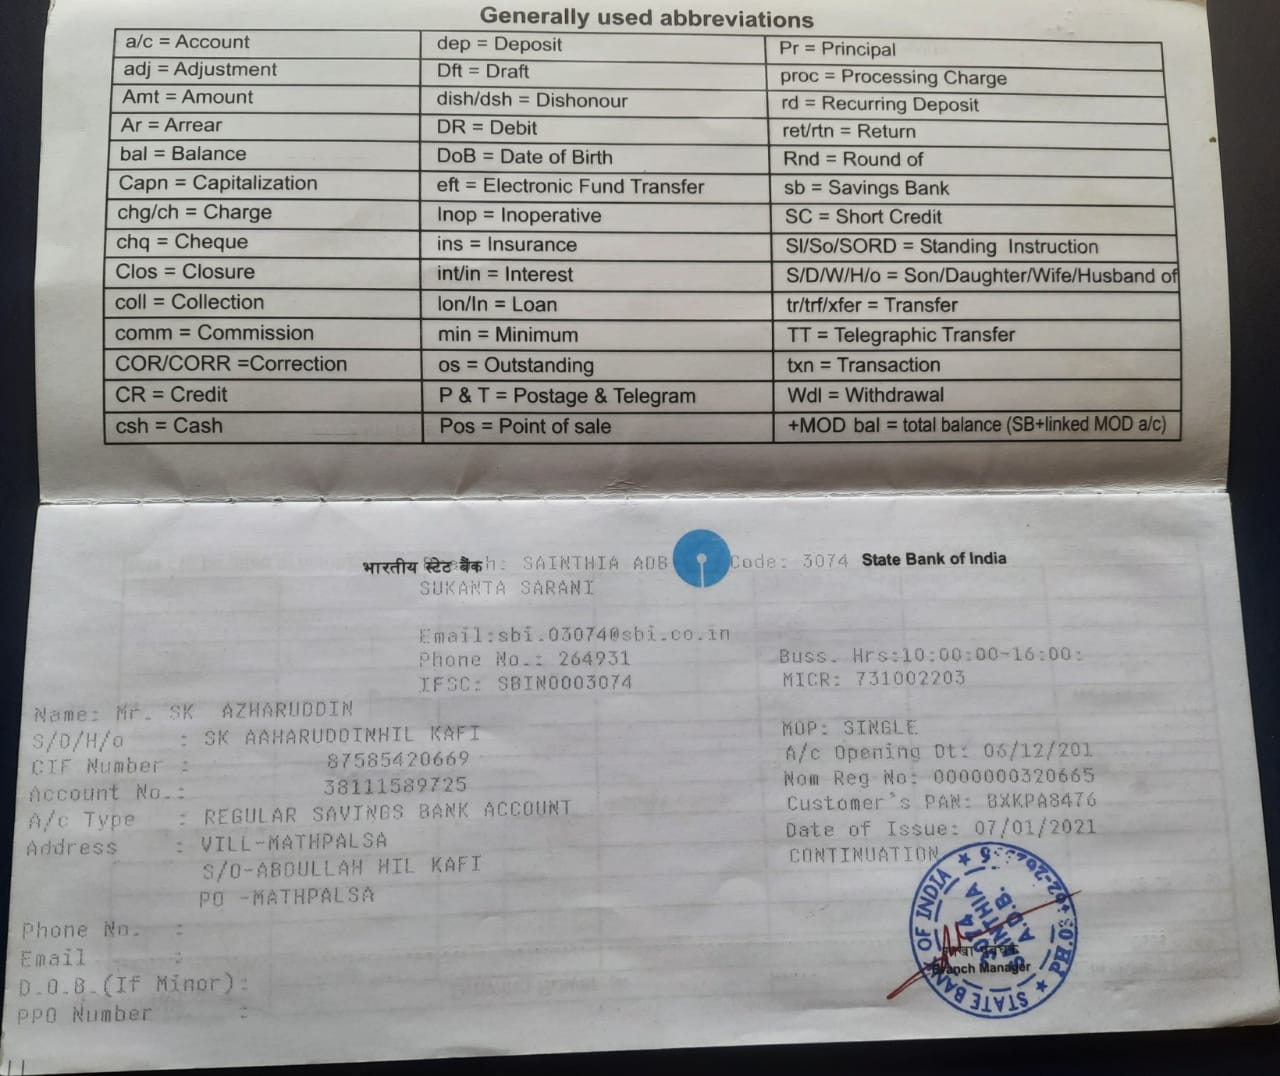 Generally used abbreviations
a/c = Account
dep = Deposit
Pr = Principal
adj = Adjustment
Dft = Draft
proc = Processing Charge
Amt = Amount
dish/dsh = Dishonour
rd = Recurring Deposit
Ar = Arrear
DR = Debit
ret/rtn = Return
bal = Balance
DoB = Date of Birth
Rnd = Round of
Capn = Capitalization
eft = Electronic Fund Transfer
sb = Savings Bank
chg/ch = Charge
Inop = Inoperative
SC = Short Credit
chq = Cheque
ins = Insurance
SI/So/SORD = Standing Instruction
Clos = Closure
int/in = Interest
S/D/W/H/o = Son/Daughter/Wife/Husband of
coll = Collection
lon/ln = Loan
tr/trf/xfer = Transfer
comm = Commission
min = Minimum
TT = Telegraphic Transfer
COR/CORR =Correction
os = Outstanding
txn = Transaction
CR = Credit
P & T = Postage & Telegram
Wdl = Withdrawal
csh = Cash
Pos = Point of sale
+MOD bal = total balance (SB+linked MOD a/c)
भारतीय स्टेट बैंक SAINTHIA ADB Code: 3074 State Bank of India
SUKANTA SARANI
Email:sbi.03074@sbi.co.in
Phone No.: 264931
Buss. Hrs:10:00:00-16:00:
IFSC: SBIN0003074
MICR: 731002203
Name: Mr. SK AZHARUDDIN
S/D/H/o : SK AAHARUDDINHIL KAFI
MOP: SINGLE
CIF Number : 87585420669
A/c Opening Dt: 06/12/201
Account No.: 38111589725
Nom Reg No: 0000000320665
A/c Type : REGULAR SAVINGS BANK ACCOUNT
Customer's PAN: BXKPA8476
Address : VILL-MATHPALSA
Date of Issue: 07/01/2021
S/O-ABDULLAH HIL KAFI
CONTINUATION
PO -MATHPALSA
Phone No. :
Email :
D.O.B.(If Minor):
PPO Number :
STATE BANK OF INDIA
3074
SAINTHIA
A.D.B.
Branch Manager